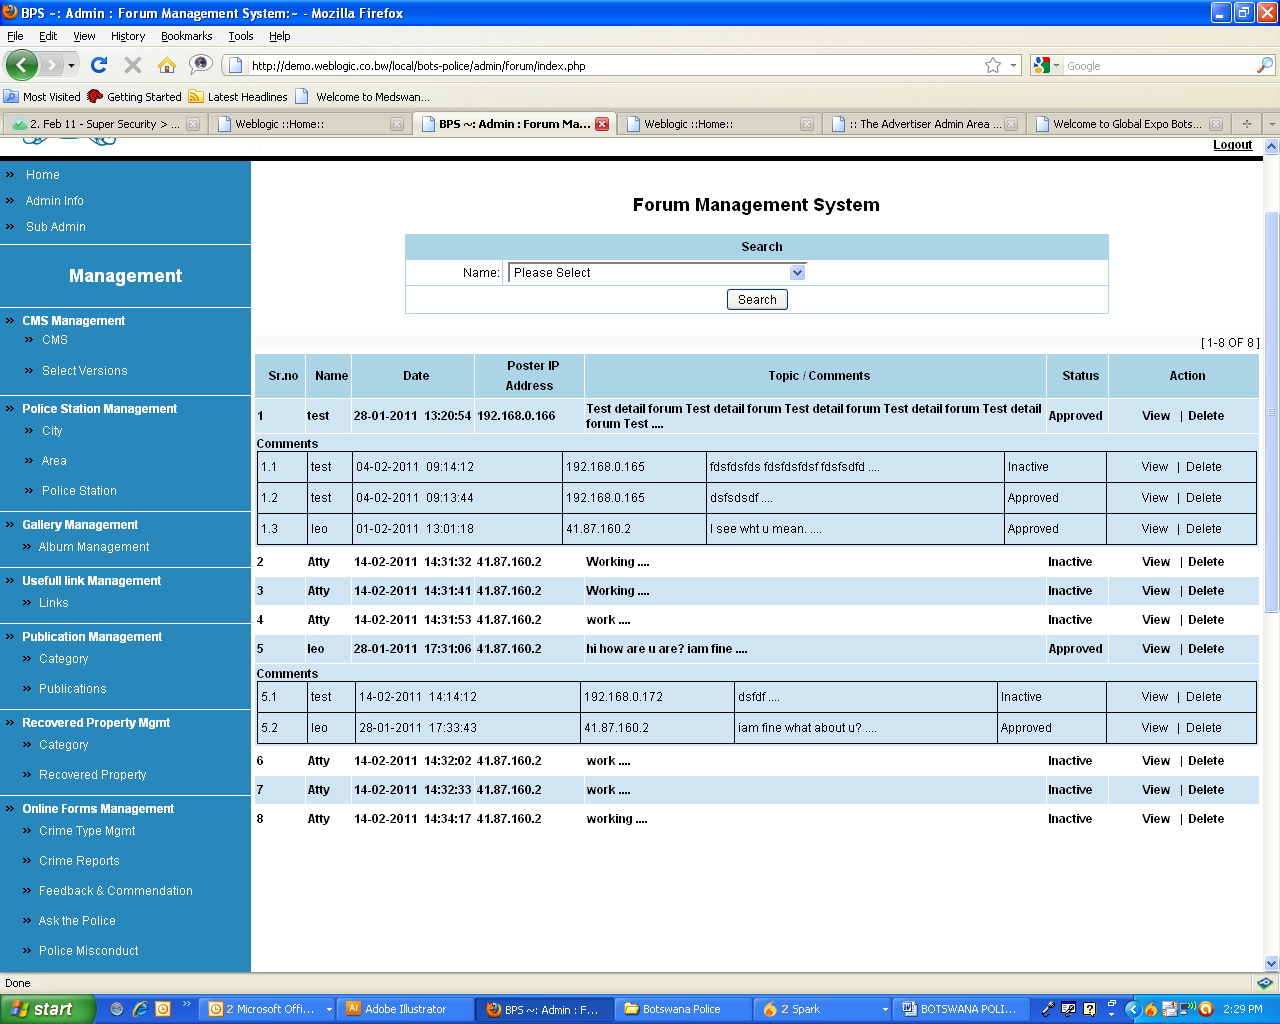 BPS ~: Admin : Forum Management System:~ - Mozilla Firefox
File Edit View History Bookmarks Tools Help
http://demo.weblogic.co.bw/local/bots-police/admin/forum/index.php
Google
Most Visited Getting Started Latest Headlines Welcome to Medswan...
2. Feb 11 - Super Security > ... Weblogic ::Home:: BPS ~: Admin : Forum Ma... Weblogic ::Home:: :: The Advertiser Admin Area ... Welcome to Global Expo Bots...
Logout
Home
Admin Info
Sub Admin
Management
CMS Management
CMS
Select Versions
Police Station Management
City
Area
Police Station
Gallery Management
Album Management
Usefull link Management
Links
Publication Management
Category
Publications
Recovered Property Mgmt
Category
Recovered Property
Online Forms Management
Crime Type Mgmt
Crime Reports
Feedback & Commendation
Ask the Police
Police Misconduct
Forum Management System
Search
Name: Please Select
Search
[ 1-8 OF 8 ]
Sr.no Name Date Poster IP Address Topic / Comments Status Action
1 test 28-01-2011 13:20:54 192.168.0.166 Test detail forum Test detail forum Test detail forum Test detail forum Test detail forum Test .... Approved View | Delete
Comments
1.1 test 04-02-2011 09:14:12 192.168.0.165 fdsfdsfds fdsfdsfdsf fdsfsdfd .... Inactive View | Delete
1.2 test 04-02-2011 09:13:44 192.168.0.165 dsfsdsdf .... Approved View | Delete
1.3 leo 01-02-2011 13:01:18 41.87.160.2 I see wht u mean. .... Approved View | Delete
2 Atty 14-02-2011 14:31:32 41.87.160.2 Working .... Inactive View | Delete
3 Atty 14-02-2011 14:31:41 41.87.160.2 Working .... Inactive View | Delete
4 Atty 14-02-2011 14:31:53 41.87.160.2 work .... Inactive View | Delete
5 leo 28-01-2011 17:31:06 41.87.160.2 hi how are u are? iam fine .... Approved View | Delete
Comments
5.1 test 14-02-2011 14:14:12 192.168.0.172 dsfdf .... Inactive View | Delete
5.2 leo 28-01-2011 17:33:43 41.87.160.2 iam fine what about u? .... Approved View | Delete
6 Atty 14-02-2011 14:32:02 41.87.160.2 work .... Inactive View | Delete
7 Atty 14-02-2011 14:32:33 41.87.160.2 work .... Inactive View | Delete
8 Atty 14-02-2011 14:34:17 41.87.160.2 working .... Inactive View | Delete
Done
start 2 Microsoft Offi... Adobe Illustrator BPS ~: Admin : F... Botswana Police 2 Spark BOTSWANA POLI... 2:29 PM